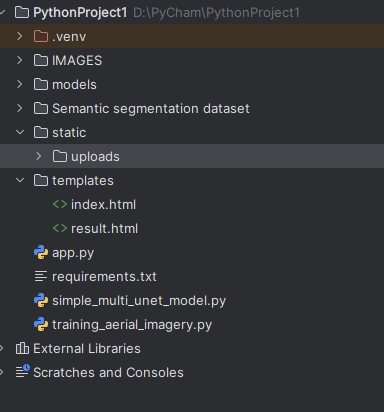 PythonProject1 D:\PyCham\PythonProject1
.venv
IMAGES
models
Semantic segmentation dataset
static
uploads
templates
<> index.html
<> result.html
app.py
requirements.txt
simple_multi_unet_model.py
training_aerial_imagery.py
External Libraries
Scratches and Consoles